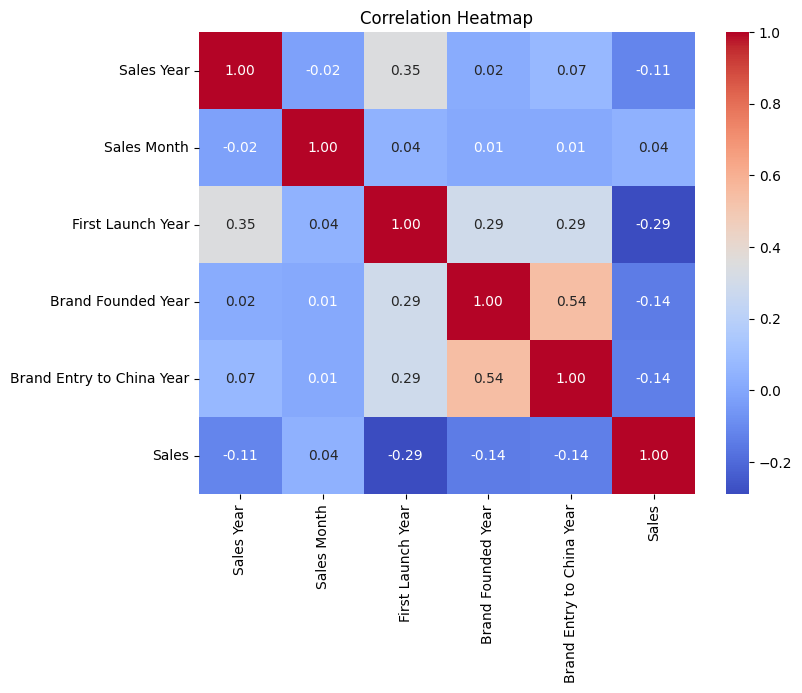 Correlation Heatmap
Sales Year
1.00 -0.02 0.35 0.02 0.07 -0.11
Sales Month
-0.02 1.00 0.04 0.01 0.01 0.04
First Launch Year
0.35 0.04 1.00 0.29 0.29 -0.29
Brand Founded Year
0.02 0.01 0.29 1.00 0.54 -0.14
Brand Entry to China Year
0.07 0.01 0.29 0.54 1.00 -0.14
Sales
-0.11 0.04 -0.29 -0.14 -0.14 1.00
Sales Year
Sales Month
First Launch Year
Brand Founded Year
Brand Entry to China Year
Sales
1.0
0.8
0.6
0.4
0.2
0.0
−0.2